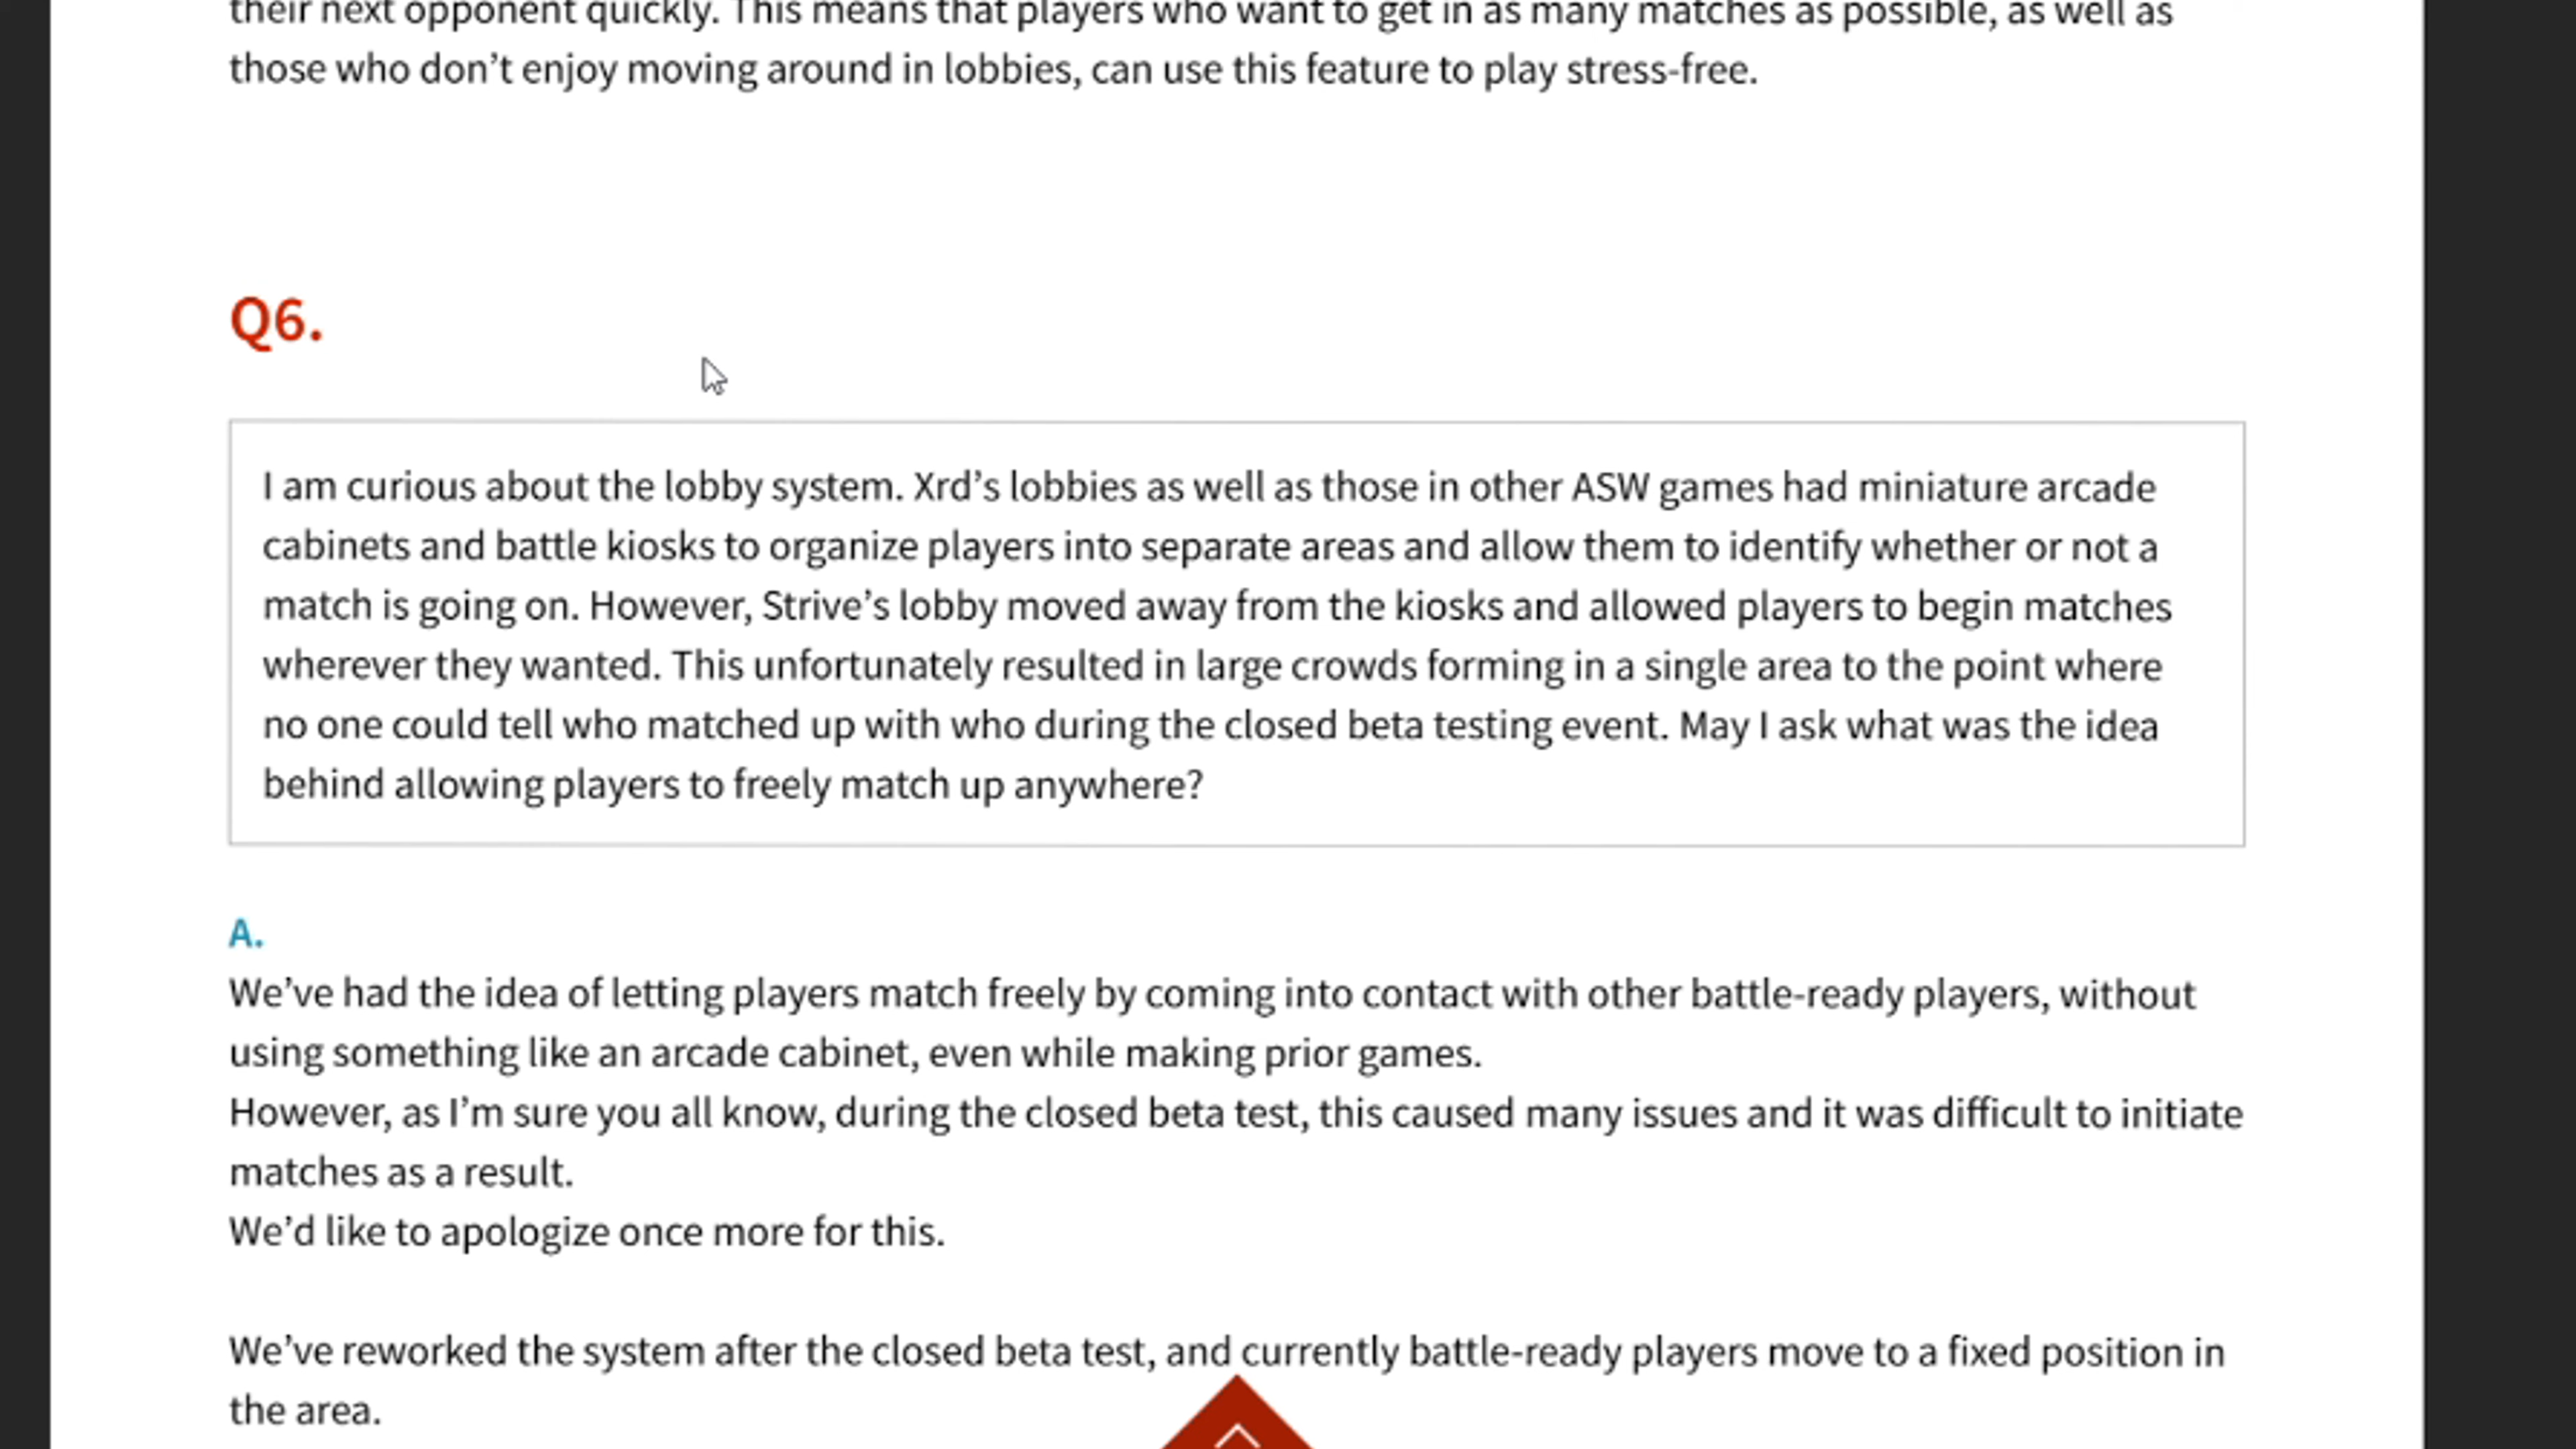 their next opponent quickly. This means that players who want to get in as many matches as possible, as well as
those who don’t enjoy moving around in lobbies, can use this feature to play stress-free.
Q6.
I am curious about the lobby system. Xrd’s lobbies as well as those in other ASW games had miniature arcade
cabinets and battle kiosks to organize players into separate areas and allow them to identify whether or not a
match is going on. However, Strive’s lobby moved away from the kiosks and allowed players to begin matches
wherever they wanted. This unfortunately resulted in large crowds forming in a single area to the point where
no one could tell who matched up with who during the closed beta testing event. May I ask what was the idea
behind allowing players to freely match up anywhere?
A.
We’ve had the idea of letting players match freely by coming into contact with other battle-ready players, without
using something like an arcade cabinet, even while making prior games.
However, as I’m sure you all know, during the closed beta test, this caused many issues and it was difficult to initiate
matches as a result.
We’d like to apologize once more for this.
We’ve reworked the system after the closed beta test, and currently battle-ready players move to a fixed position in
the area.